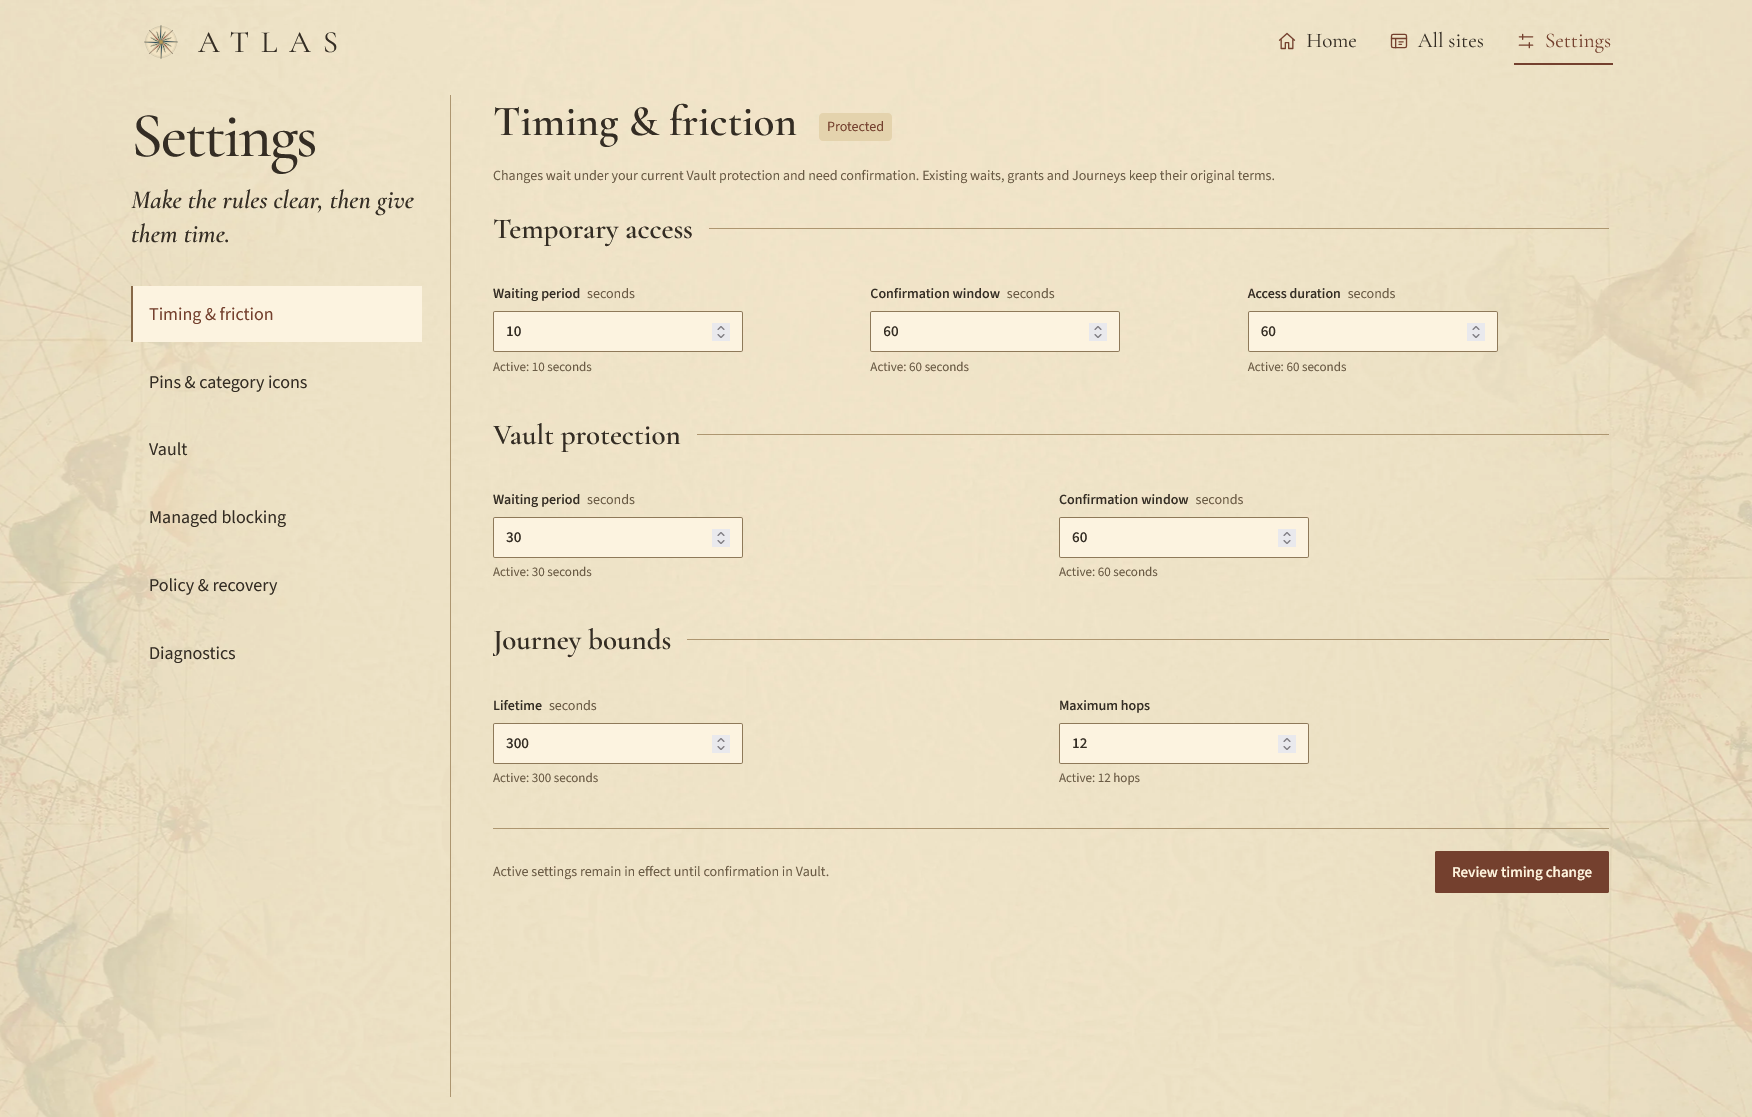 ATLAS
Home
All sites
Settings
Settings
Make the rules clear, then give
them time.
Timing & friction
Pins & category icons
Vault
Managed blocking
Policy & recovery
Diagnostics
Timing & friction Protected
Changes wait under your current Vault protection and need confirmation. Existing waits, grants and Journeys keep their original terms.
Temporary access
Waiting period seconds
10
Active: 10 seconds
Confirmation window seconds
60
Active: 60 seconds
Access duration seconds
60
Active: 60 seconds
Vault protection
Waiting period seconds
30
Active: 30 seconds
Confirmation window seconds
60
Active: 60 seconds
Journey bounds
Lifetime seconds
300
Active: 300 seconds
Maximum hops
12
Active: 12 hops
Active settings remain in effect until confirmation in Vault.
Review timing change